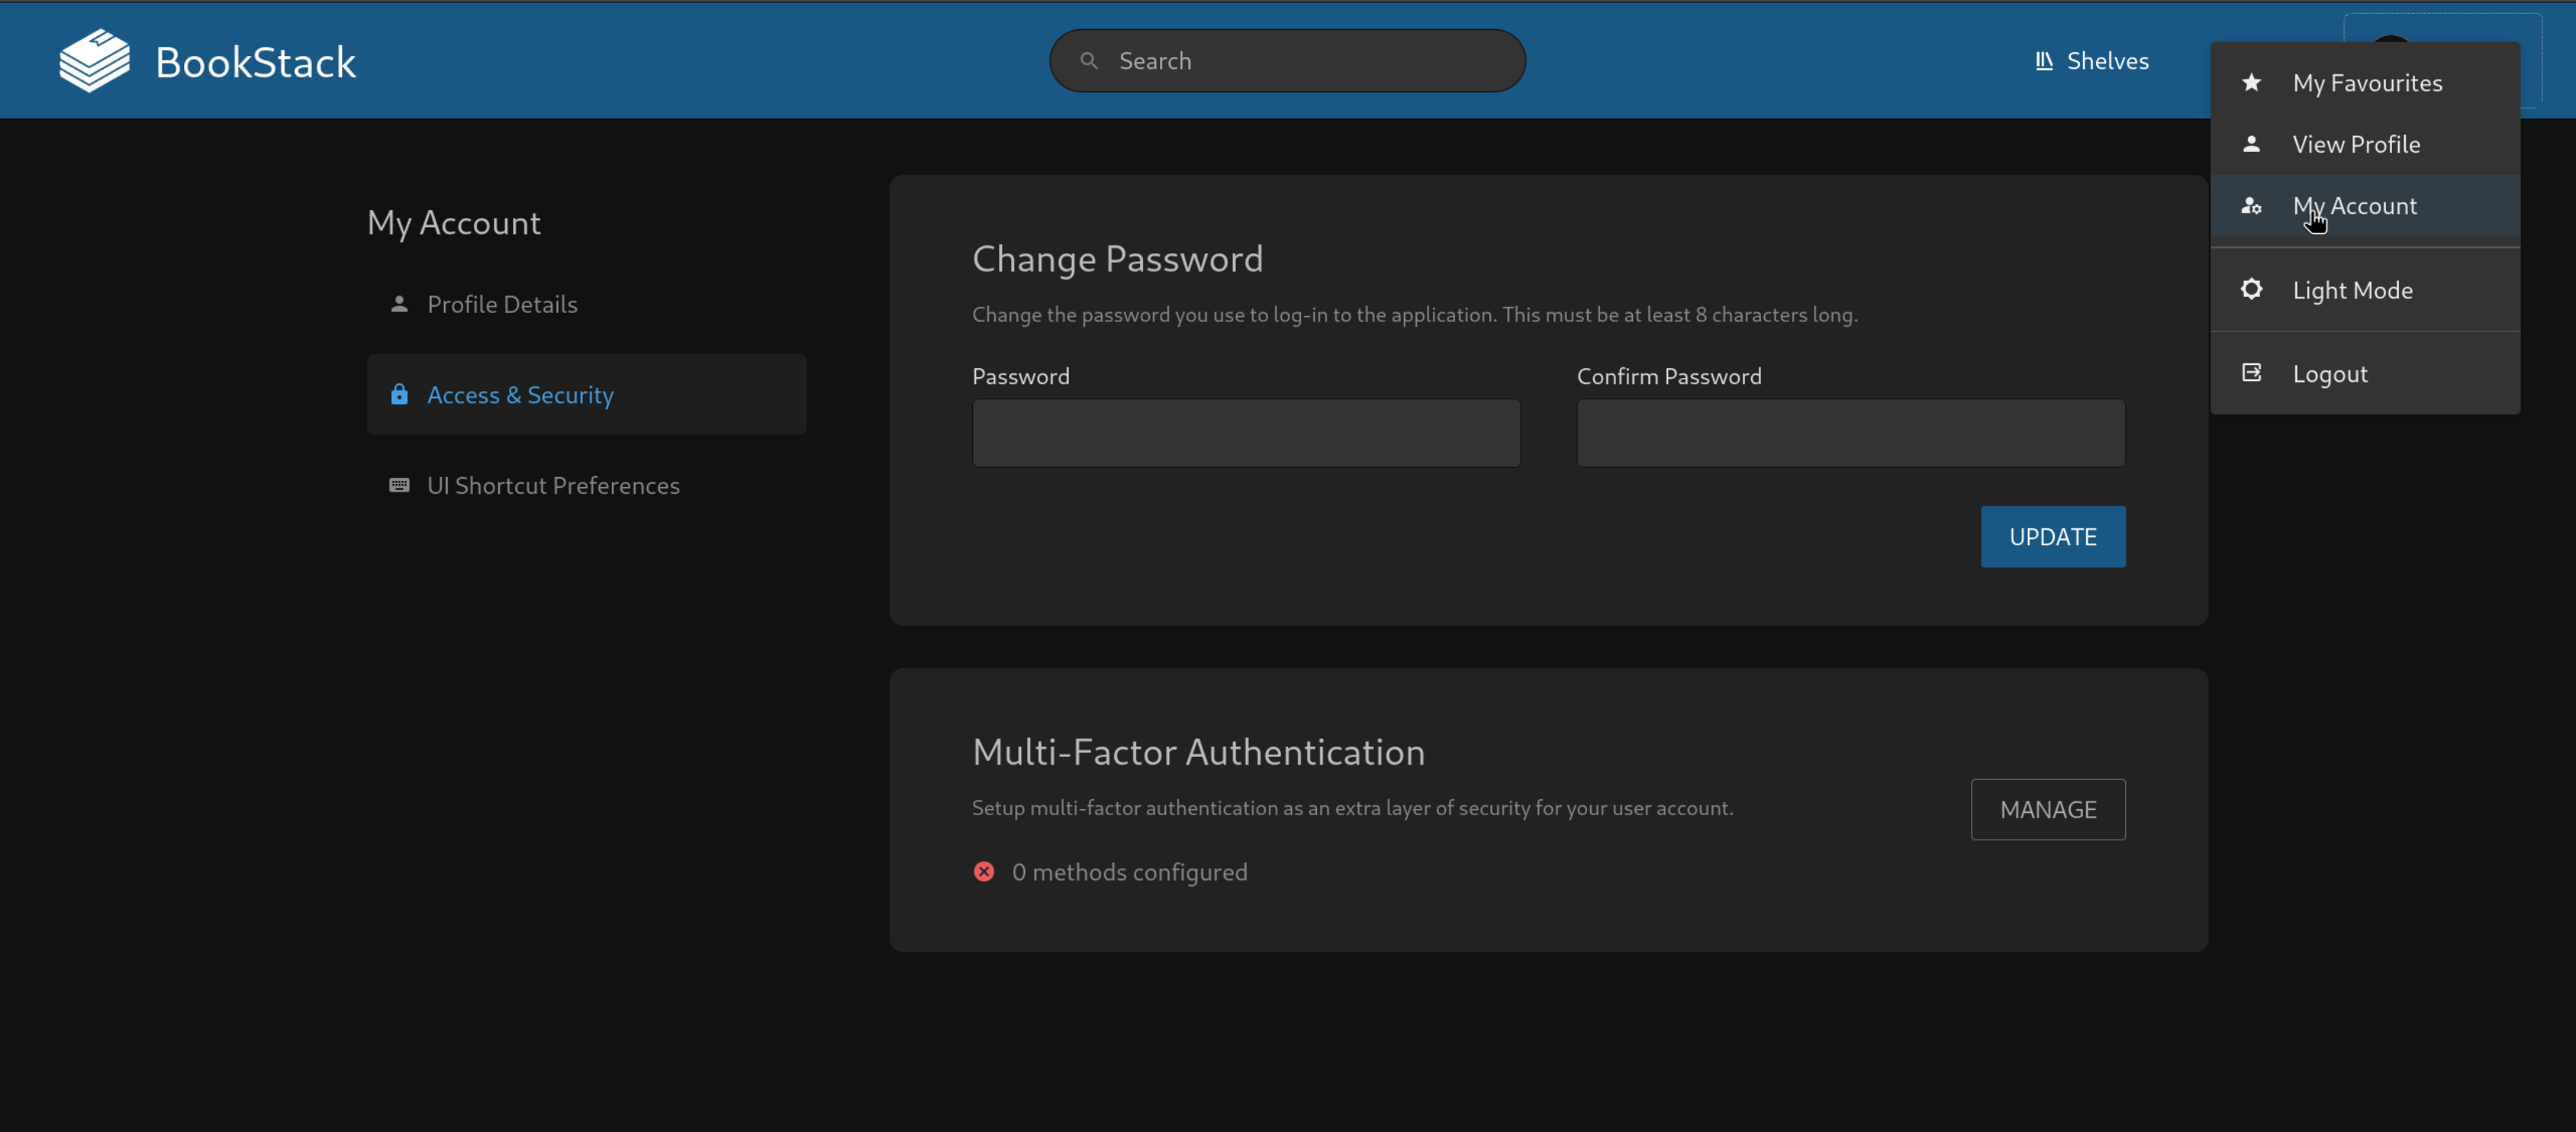 BookStack
Search
Shelves
My Favourites
View Profile
My Account
Light Mode
Logout
My Account
Profile Details
Access & Security
UI Shortcut Preferences
Change Password
Change the password you use to log-in to the application. This must be at least 8 characters long.
Password
Confirm Password
UPDATE
Multi-Factor Authentication
Setup multi-factor authentication as an extra layer of security for your user account.
MANAGE
0 methods configured